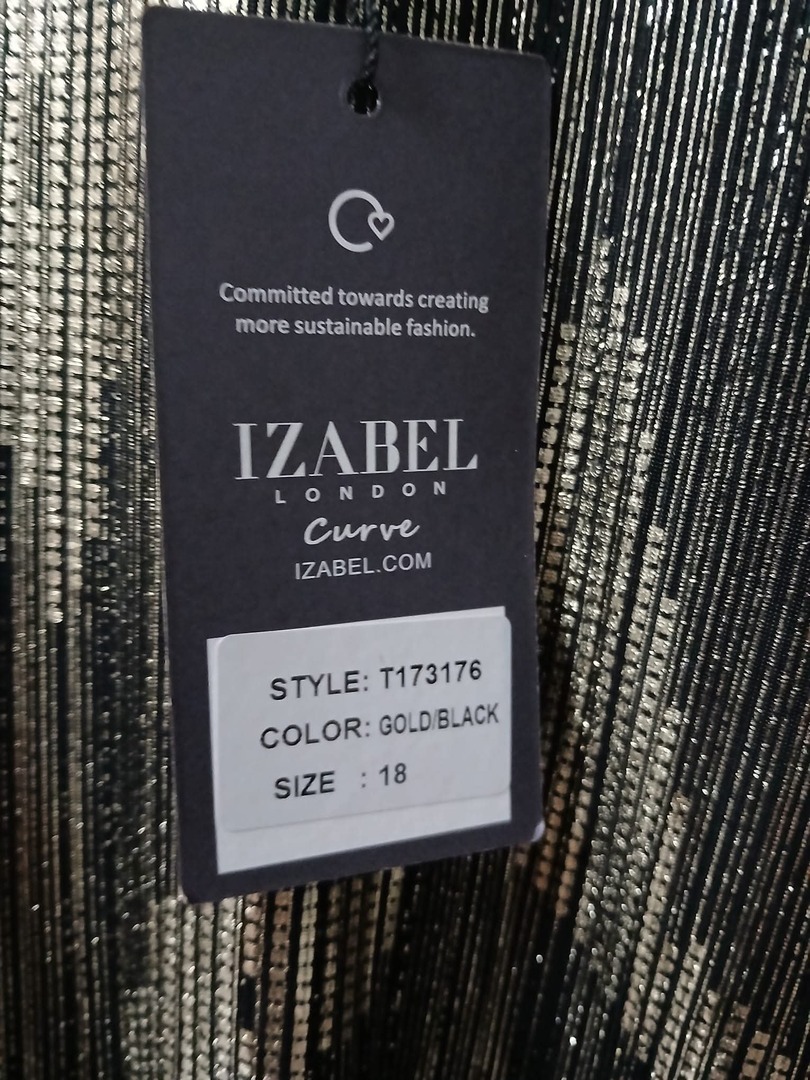 Committed towards creating
more sustainable fashion.
IZABEL
LONDON
Curve
IZABEL.COM
STYLE: T173176
COLOR: GOLD/BLACK
SIZE : 18